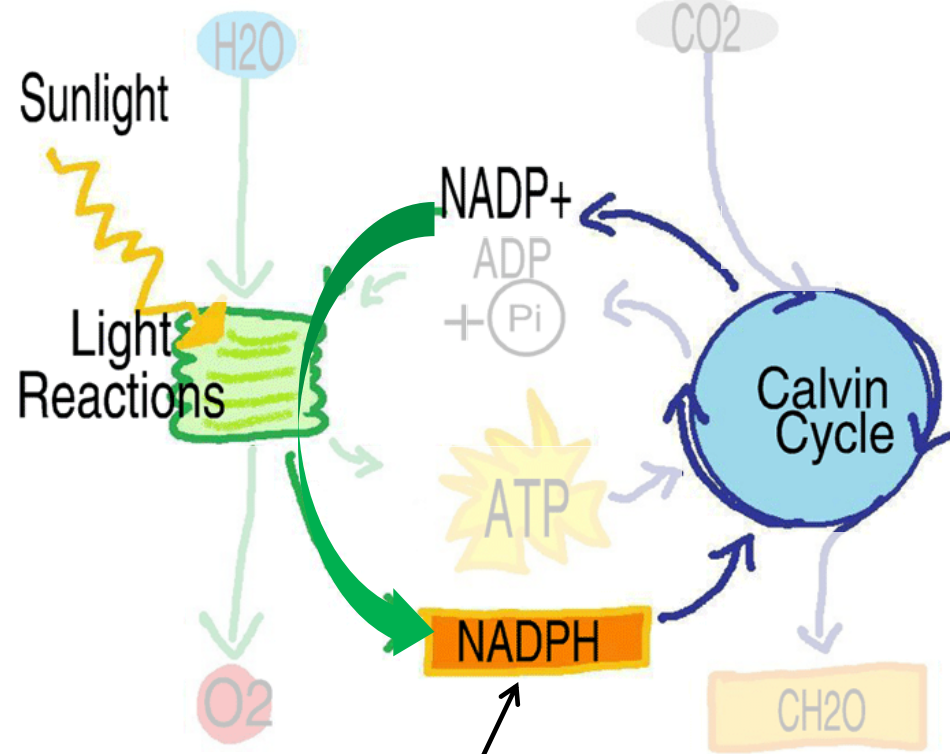 H2O
CO2
Sunlight
NADP+
ADP
+ Pi
Light
Reactions
Calvin
Cycle
ATP
NADPH
O2
CH2O